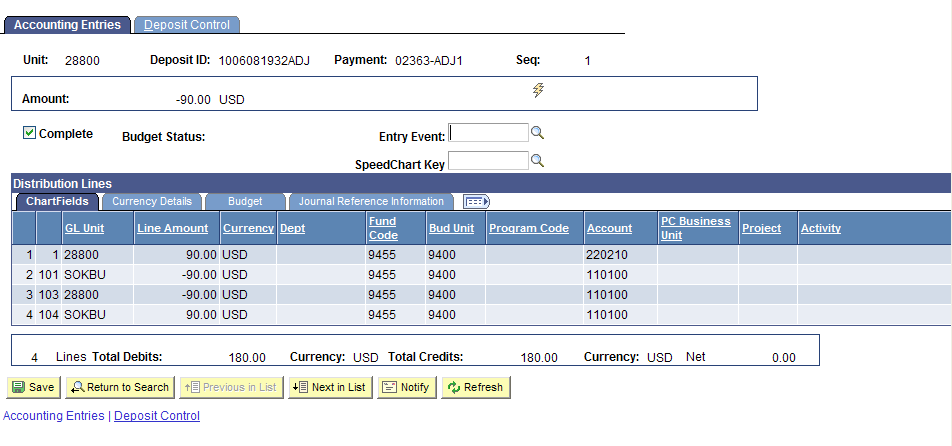 Accounting Entries Deposit Control
Unit: 28800 Deposit ID: 1006081932ADJ Payment: 02363-ADJ1 Seq: 1
Amount: -90.00 USD
Complete Budget Status: Entry Event:
SpeedChart Key
Distribution Lines
ChartFields Currency Details Budget Journal Reference Information
GL Unit Line Amount Currency Dept Fund Code Bud Unit Program Code Account PC Business Unit Project Activity
1 1 28800 90.00 USD 9455 9400 220210
2 101 SOKBU -90.00 USD 9455 9400 110100
3 103 28800 -90.00 USD 9455 9400 110100
4 104 SOKBU 90.00 USD 9455 9400 110100
4 Lines Total Debits: 180.00 Currency: USD Total Credits: 180.00 Currency: USD Net 0.00
Save Return to Search Previous in List Next in List Notify Refresh
Accounting Entries | Deposit Control